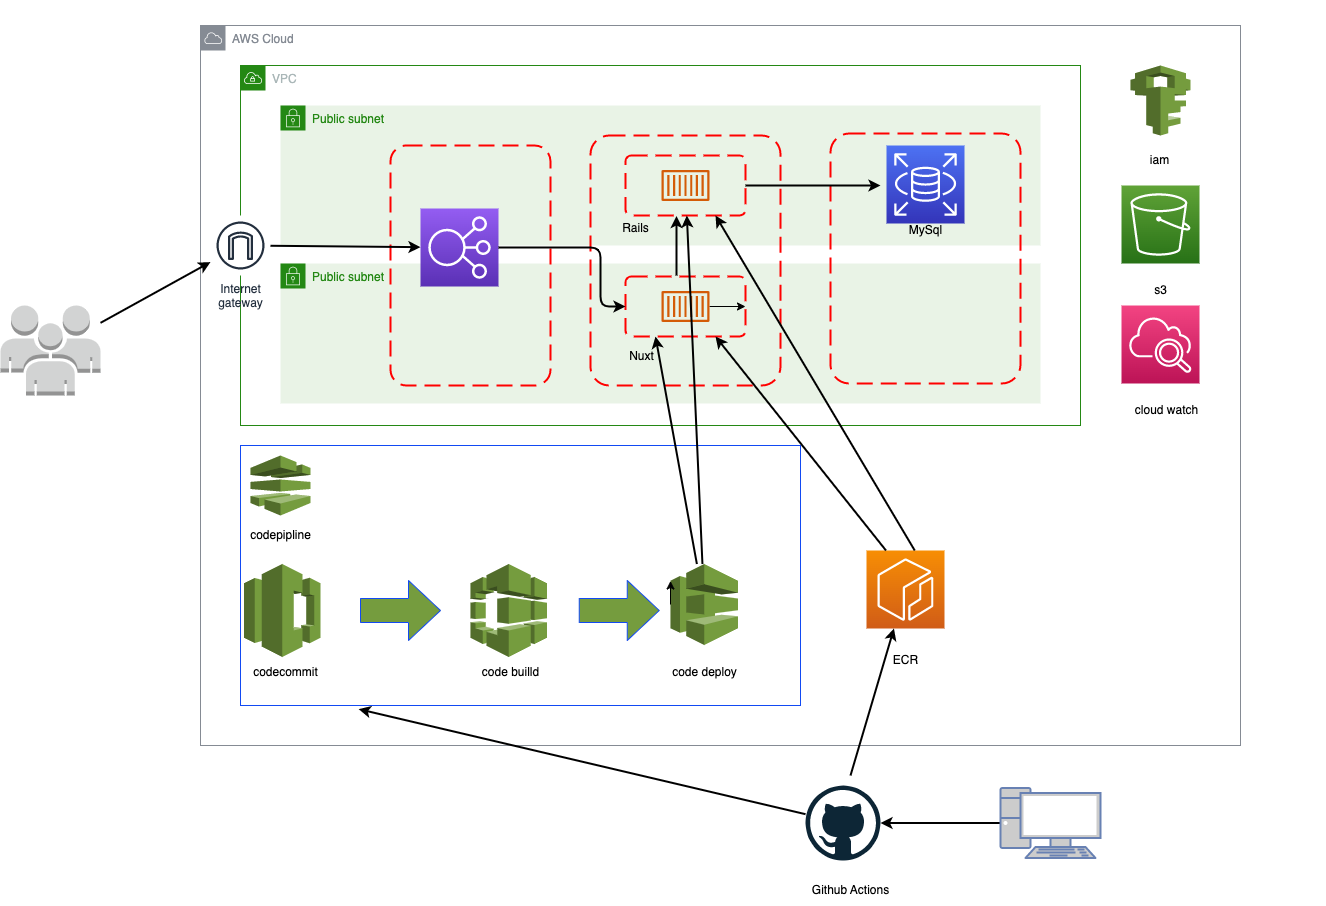 AWS Cloud
VPC
Public subnet
iam
Rails
MySql
s3
Public subnet
Internet
gateway
Nuxt
cloud watch
codepipline
codecommit
code builld
code deploy
ECR
Github Actions